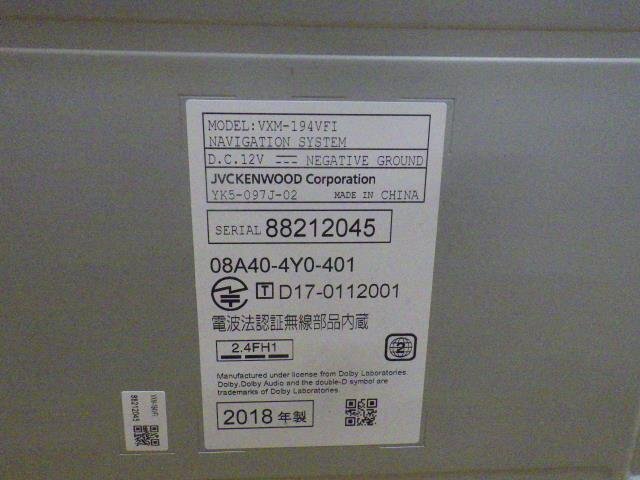 MODEL:VXM-194VFI
NAVIGATION SYSTEM
D.C.12V NEGATIVE GROUND
JVCKENWOOD Corporation
YK5-097J-02 MADE IN CHINA
SERIAL 88212045
08A40-4Y0-401
T D17-0112001
電波法認証無線部品内蔵
2.4FH1
2
Manufactured under license from Dolby Laboratories.
Dolby,Dolby Audio and the double-D symbol are
trademarks of Dolby Laboratories.
2018 年製
88212045